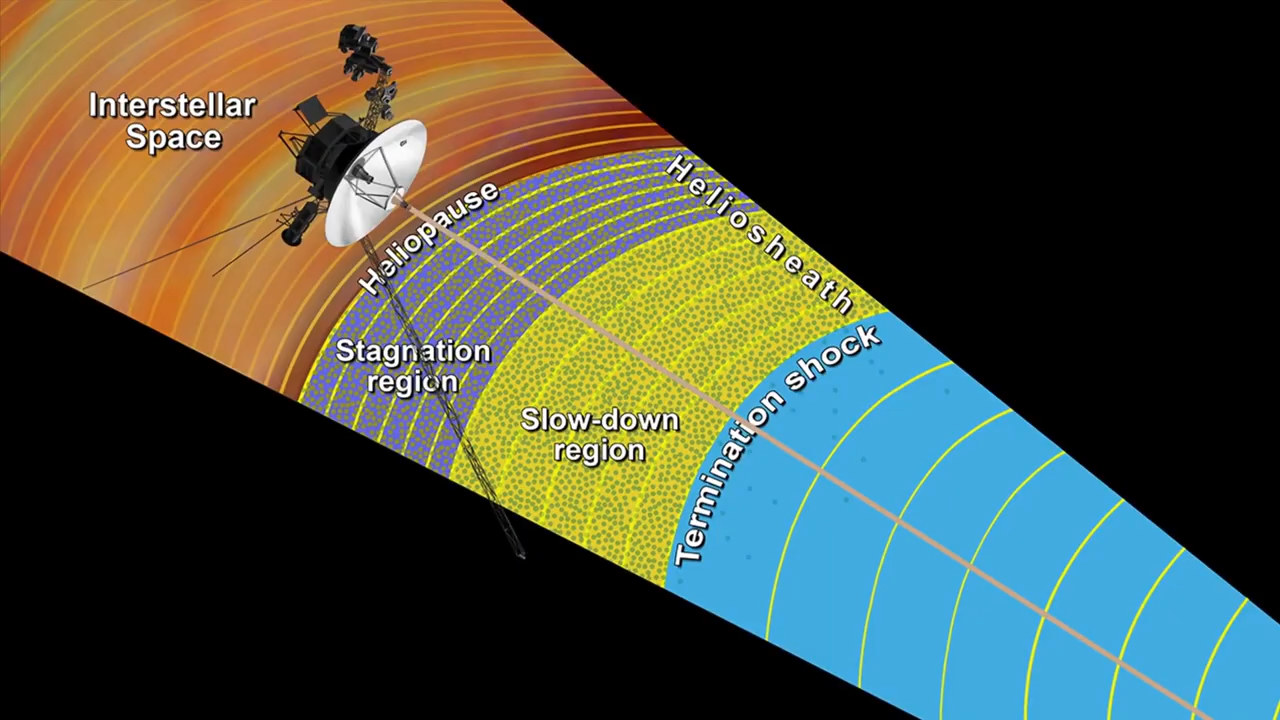 Interstellar
Space
Heliopause
Heliosheath
Stagnation
region
Slow-down
region
Termination shock